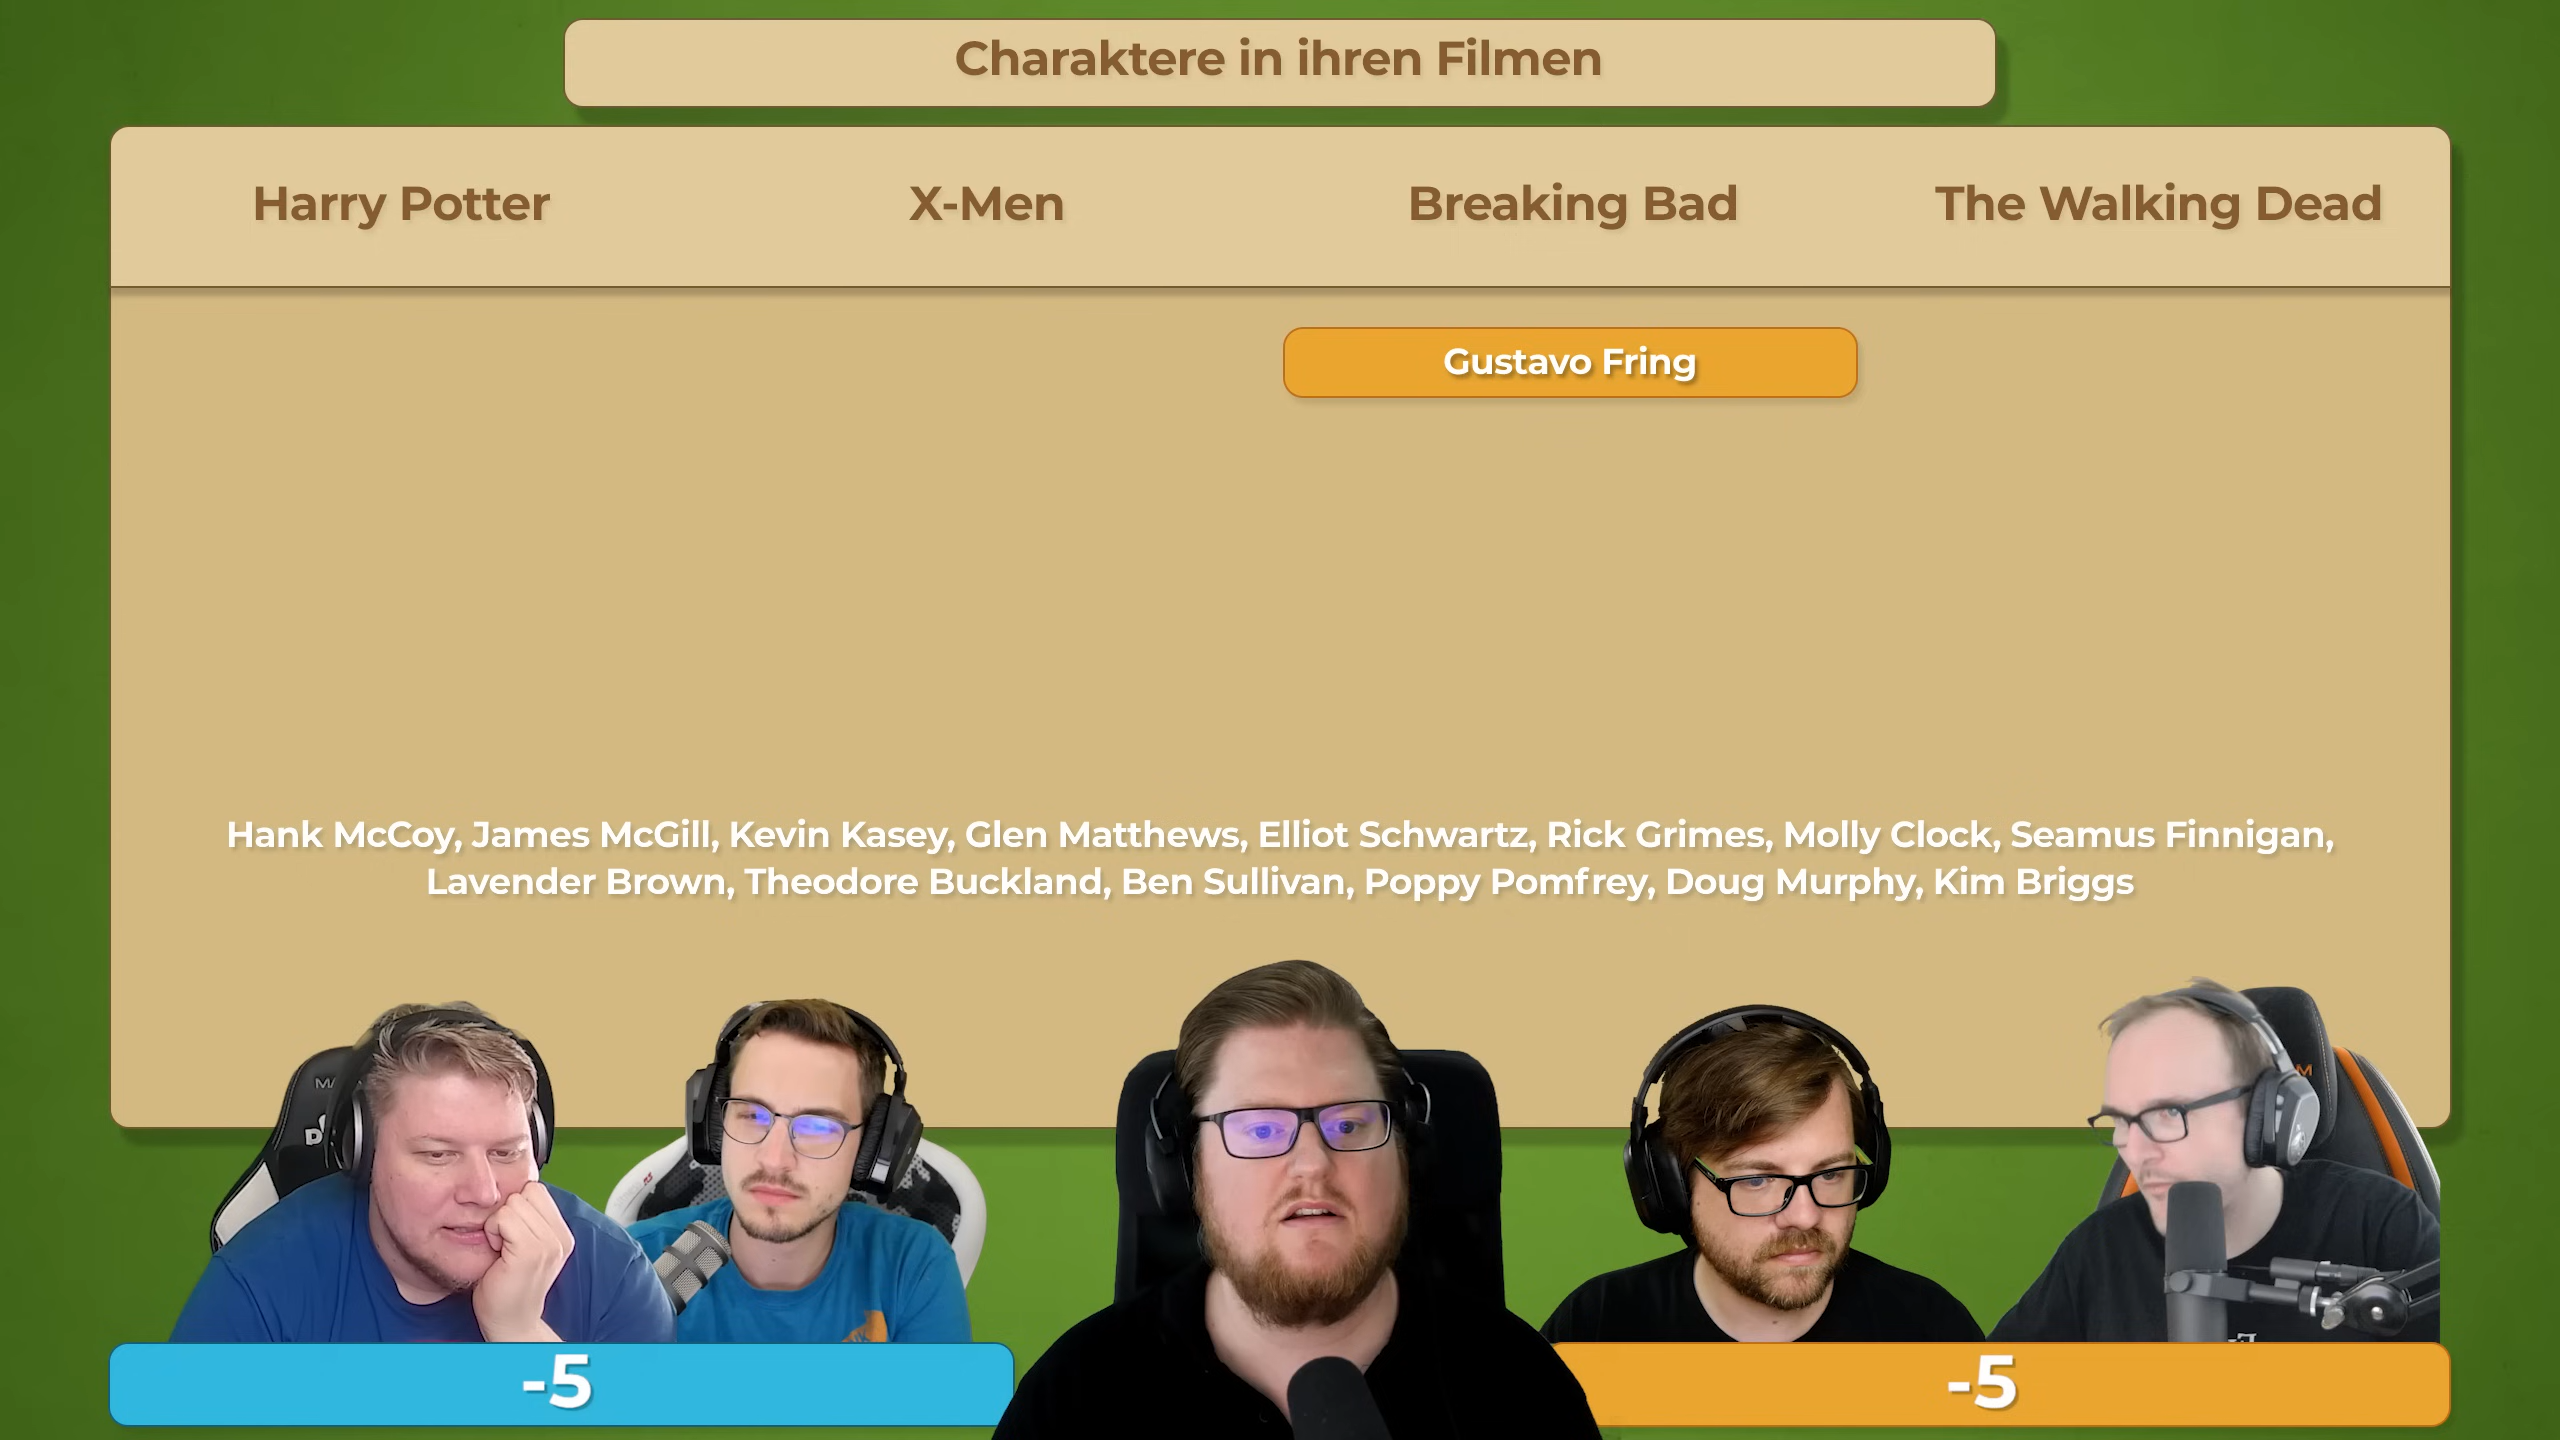 Charaktere in ihren Filmen
Harry Potter
X-Men
Breaking Bad
The Walking Dead
Gustavo Fring
Hank McCoy, James McGill, Kevin Kasey, Glen Matthews, Elliot Schwartz, Rick Grimes, Molly Clock, Seamus Finnigan,
Lavender Brown, Theodore Buckland, Ben Sullivan, Poppy Pomfrey, Doug Murphy, Kim Briggs
-5
-5